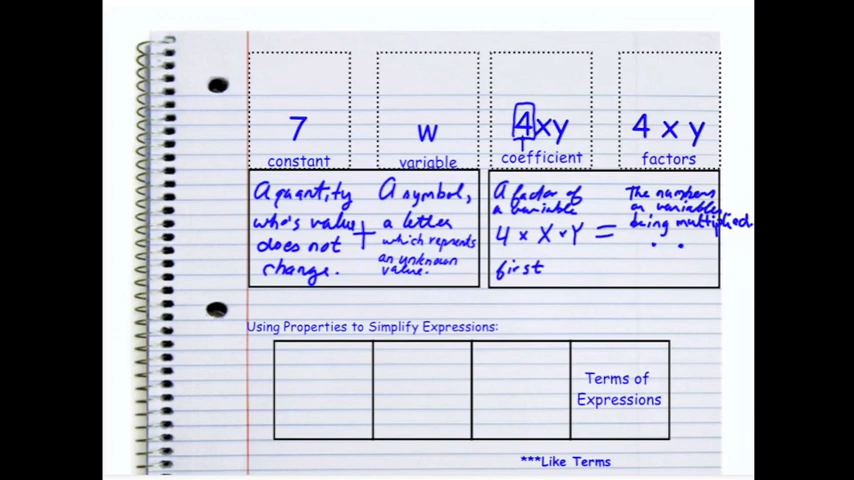 7
w
4xy
4 x y
constant
variable
coefficient
factors
A quantity
who's value
does not
change.
+
A symbol,
a letter
which reprents
an unknown
value.
A factor of
a variable
4 × X • Y =
first
The numbers
or variables
being multiplied.
Using Properties to Simplify Expressions:
Terms of
Expressions
***Like Terms